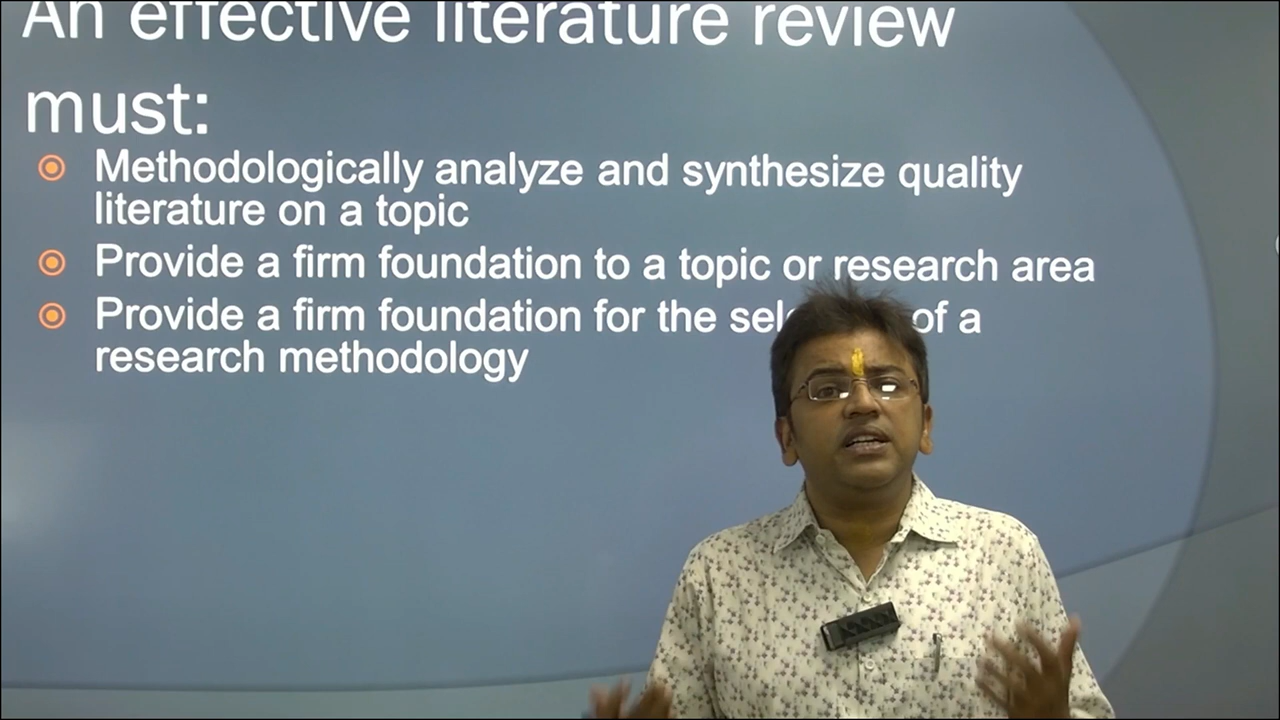 An effective literature review
must:
Methodologically analyze and synthesize quality
literature on a topic
Provide a firm foundation to a topic or research area
Provide a firm foundation for the of a
research methodology